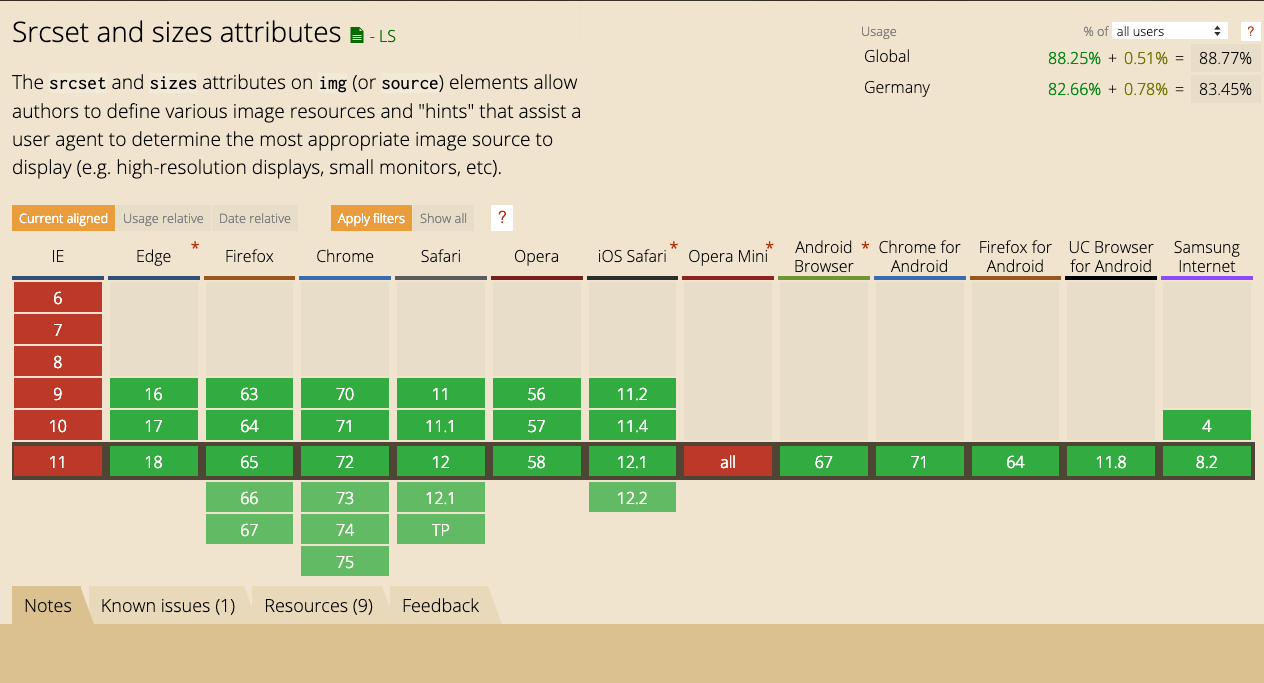 Srcset and sizes attributes - LS
Usage % of all users ?
Global 88.25% + 0.51% = 88.77%
Germany 82.66% + 0.78% = 83.45%
The srcset and sizes attributes on img (or source) elements allow
authors to define various image resources and "hints" that assist a
user agent to determine the most appropriate image source to
display (e.g. high-resolution displays, small monitors, etc).
Current aligned Usage relative Date relative Apply filters Show all ?
IE Edge * Firefox Chrome Safari Opera iOS Safari * Opera Mini * Android Browser * Chrome for Android Firefox for Android UC Browser for Android Samsung Internet
6
7
8
9 16 63 70 11 56 11.2
10 17 64 71 11.1 57 11.4 4
11 18 65 72 12 58 12.1 all 67 71 64 11.8 8.2
66 73 12.1 12.2
67 74 TP
75
Notes Known issues (1) Resources (9) Feedback